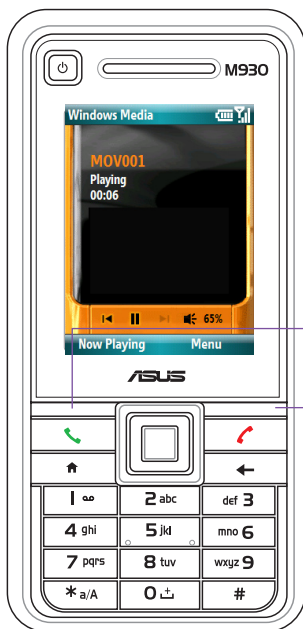 M930
Windows Media
MOV001
Playing
00:06
65%
Now Playing Menu
ASUS
1 2 abc def 3
4 ghi 5 jkl mno 6
7 pqrs 8 tuv wxyz 9
* a/A 0 + #